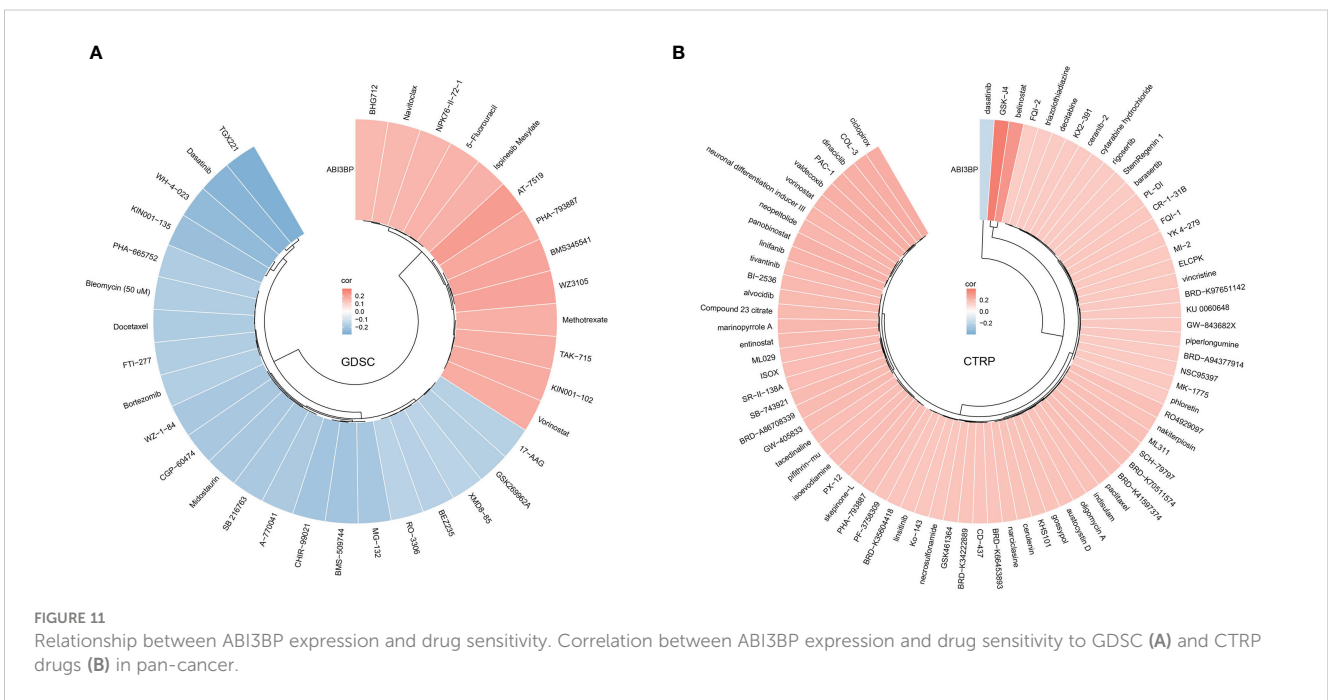 A
BHG712
Navitoclax
NPK76−II−72−1
5−Fluorouracil
Ispinesib Mesylate
AT−7519
PHA−793887
BMS345541
WZ3105
Methotrexate
TAK−715
KIN001−102
Vorinostat
17−AAG
GSK269962A
XMD8−85
BEZ235
RO−3306
MG−132
BMS−509744
CHIR−99021
A−770041
SB 216763
Midostaurin
CGP−60474
WZ−1−84
Bortezomib
FTI−277
Docetaxel
Bleomycin (50 uM)
PHA−665752
KIN001−135
WH−4−023
Dasatinib
TGX221
ABI3BP
cor
0.2
0.1
−0.1
−0.2
GDSC
B
dasatinib
GSK−J4
belinostat
FQI−2
triazolothiadiazine
decitabine
KX2−391
ceranib−2
cytarabine hydrochloride
rigosertib
StemRegenin 1
barasertib
PL−DI
CR−1−31B
FQI−1
YK 4−279
MI−2
ELCPK
vincristine
BRD−K97651142
KU 0060648
GW−843682X
piperlongumine
BRD−A94377914
NSC95397
MK−1775
phloretin
RO4929097
nakiterpiosin
ML311
SCH−79797
BRD−K70511574
BRD−K41597374
paclitaxel
indisulam
oligomycin A
austocystin D
gossypol
KHS101
cerulenin
narciclasine
BRD−K66453893
CD−437
BRD−K34222889
GSK461364
necrosulfonamide
Ko−143
linsitinib
BRD−K35604418
PF−3758309
PHA−793887
skepinone−L
PX−12
isoevodiamine
pifithrin−mu
tacedinaline
GW−405833
BRD−A86708339
SB−743921
SR−II−138A
ISOX
ML029
entinostat
marinopyrrole A
Compound 23 citrate
alvocidib
BI−2536
tivantinib
linifanib
panobinostat
neopeltolide
neuronal differentiation inducer III
vorinostat
valdecoxib
PAC−1
dinaciclib
COL−3
ciclopirox
ABI3BP
cor
0.2
0.0
−0.2
CTRP
FIGURE 11
Relationship between ABI3BP expression and drug sensitivity. Correlation between ABI3BP expression and drug sensitivity to GDSC (A) and CTRP
drugs (B) in pan-cancer.